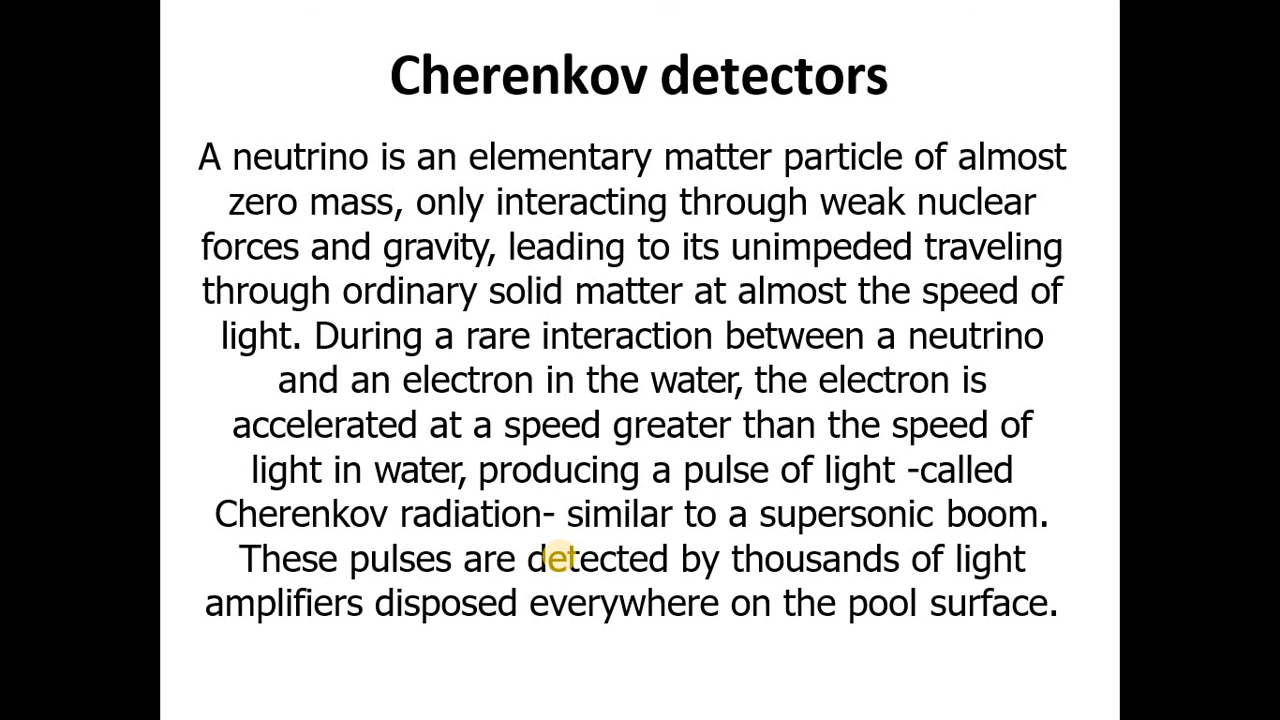 Cherenkov detectors
A neutrino is an elementary matter particle of almost
zero mass, only interacting through weak nuclear
forces and gravity, leading to its unimpeded traveling
through ordinary solid matter at almost the speed of
light. During a rare interaction between a neutrino
and an electron in the water, the electron is
accelerated at a speed greater than the speed of
light in water, producing a pulse of light -called
Cherenkov radiation- similar to a supersonic boom.
These pulses are detected by thousands of light
amplifiers disposed everywhere on the pool surface.